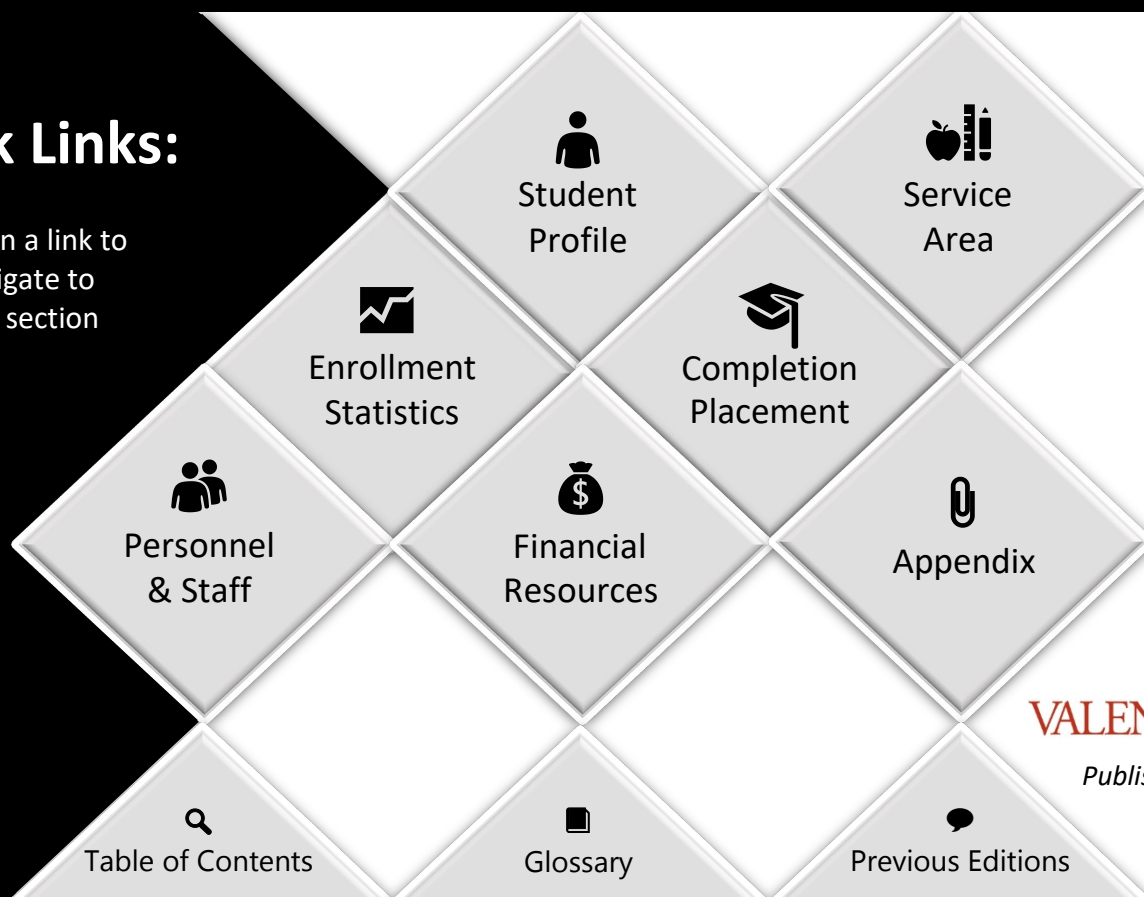 k Links:
n a link to
igate to
section
Student
Profile
Service
Area
Enrollment
Statistics
Completion
Placement
Personnel
& Staff
$
Financial
Resources
Appendix
VALEN
Publis
Table of Contents
Glossary
Previous Editions